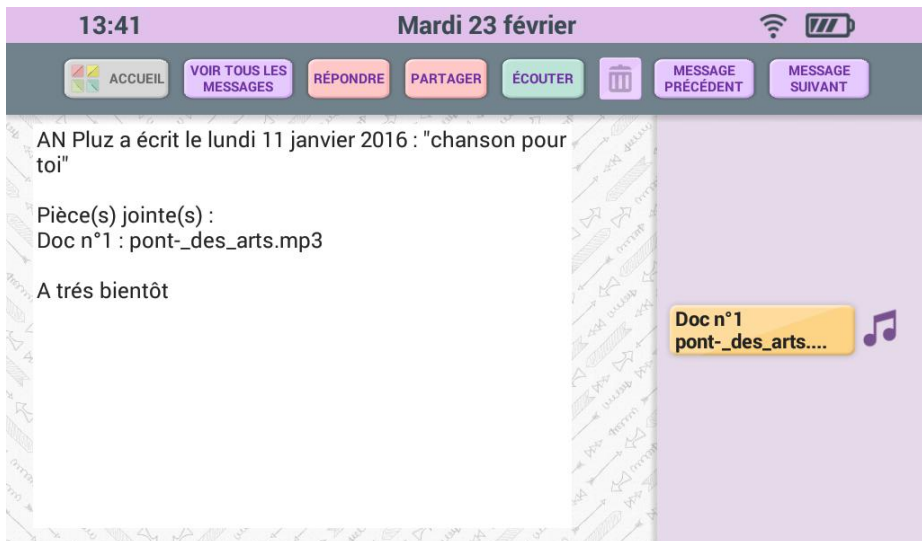 13:41 Mardi 23 février
ACCUEIL
VOIR TOUS LES
MESSAGES
RÉPONDRE
PARTAGER
ÉCOUTER
MESSAGE
PRÉCÉDENT
MESSAGE
SUIVANT
AN Pluz a écrit le lundi 11 janvier 2016 : "chanson pour
toi"
Pièce(s) jointe(s) :
Doc n°1 : pont-_des_arts.mp3
A trés bientôt
Doc n°1
pont-_des_arts....